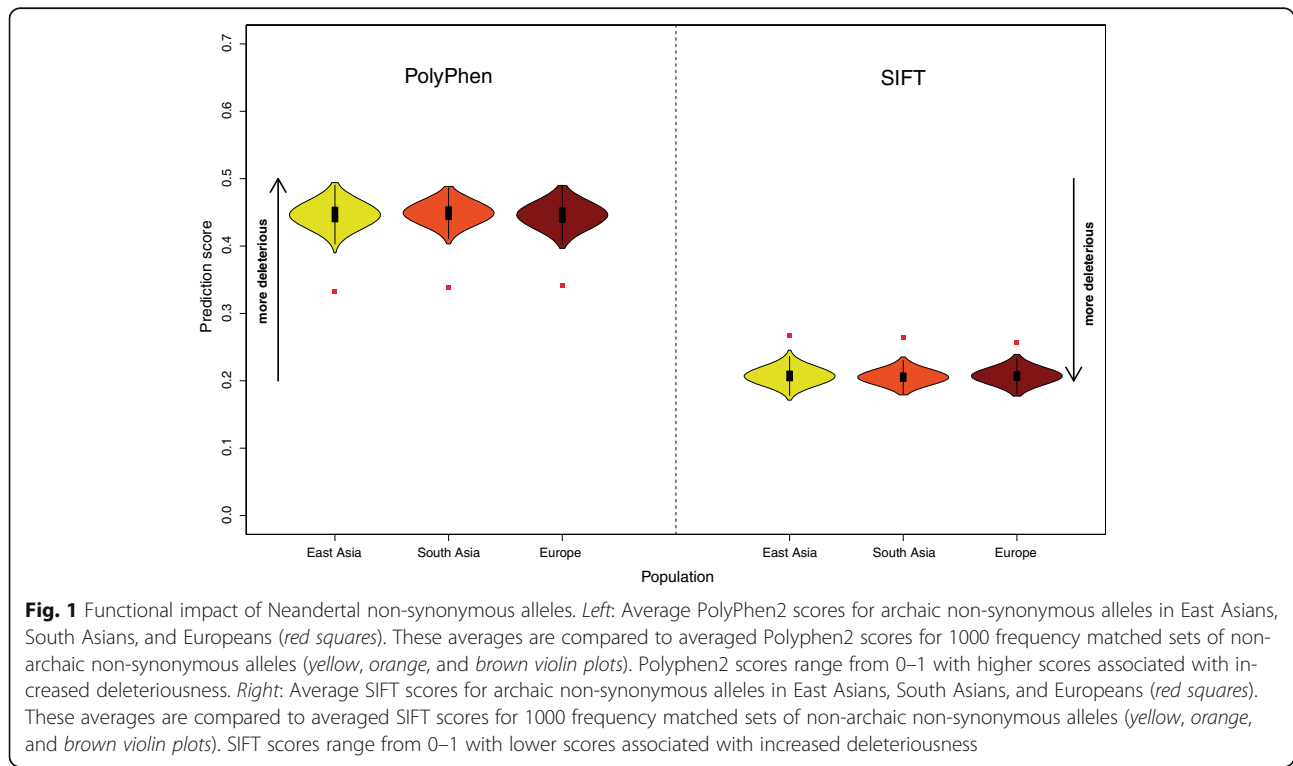 PolyPhen
SIFT
0.7
0.6
0.5
0.4
0.3
0.2
0.1
0.0
Prediction score
more deleterious
more deleterious
East Asia
South Asia
Europe
East Asia
South Asia
Europe
Population
Fig. 1 Functional impact of Neandertal non-synonymous alleles. Left: Average PolyPhen2 scores for archaic non-synonymous alleles in East Asians,
South Asians, and Europeans (red squares). These averages are compared to averaged Polyphen2 scores for 1000 frequency matched sets of non-
archaic non-synonymous alleles (yellow, orange, and brown violin plots). Polyphen2 scores range from 0–1 with higher scores associated with in-
creased deleteriousness. Right: Average SIFT scores for archaic non-synonymous alleles in East Asians, South Asians, and Europeans (red squares).
These averages are compared to averaged SIFT scores for 1000 frequency matched sets of non-archaic non-synonymous alleles (yellow, orange,
and brown violin plots). SIFT scores range from 0–1 with lower scores associated with increased deleteriousness